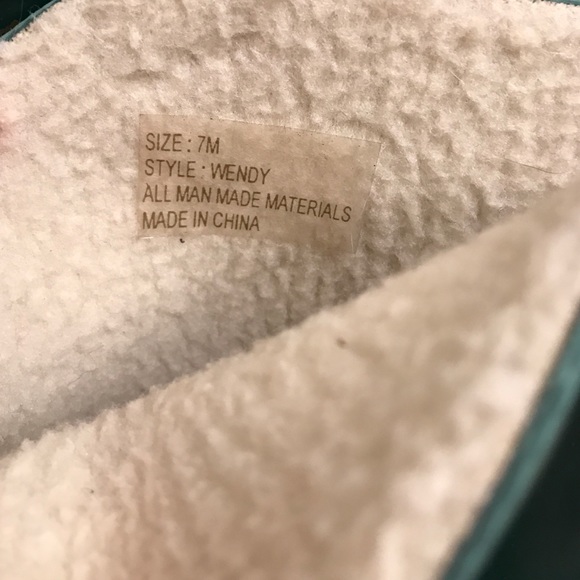 SIZE : 7M
STYLE : WENDY
ALL MAN MADE MATERIALS
MADE IN CHINA